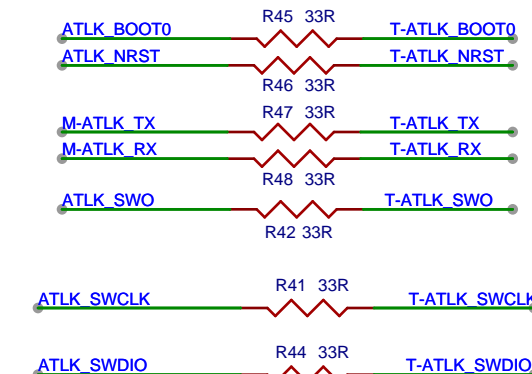 R45 33R
ATLK_BOOT0 T-ATLK_BOOT0
ATLK_NRST T-ATLK_NRST
R46 33R
R47 33R
M-ATLK_TX T-ATLK_TX
M-ATLK_RX T-ATLK_RX
R48 33R
ATLK_SWO T-ATLK_SWO
R42 33R
R41 33R
ATLK_SWCLK T-ATLK_SWCLK
R44 33R
ATLK_SWDIO T-ATLK_SWDIO